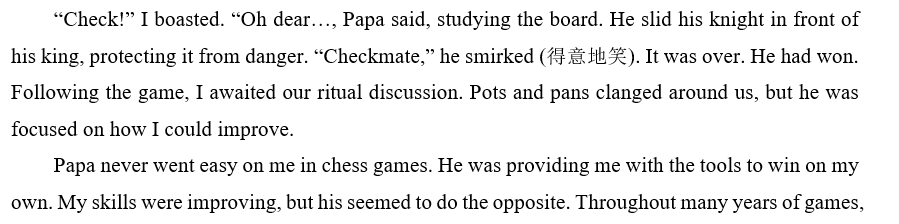 “Check!” I boasted. “Oh dear…, Papa said, studying the board. He slid his knight in front of
his king, protecting it from danger. “Checkmate,” he smirked (得意地笑). It was over. He had won.
Following the game, I awaited our ritual discussion. Pots and pans clanged around us, but he was
focused on how I could improve.
Papa never went easy on me in chess games. He was providing me with the tools to win on my
own. My skills were improving, but his seemed to do the opposite. Throughout many years of games,